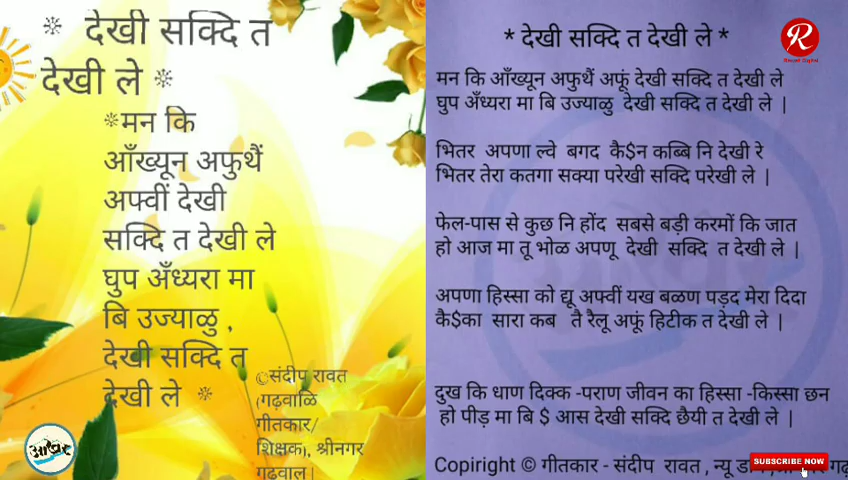 * देखी सक्दि त
देखी ले *
*मन कि
आँख्यून अफुथैं
अफ्वीं देखी
सक्दि त देखी ले
घुप अँध्यरा मा
बि उज्याळु ,
देखी सक्दि त
देखी ले *
©संदीप रावत
(गढ़वाळि
गीतकार/
शिक्षक), श्रीनगर
गढ़वाल|
आखर
* देखी सक्दि त देखी ले *
मन कि आँख्यून अफुथैं अफूं देखी सक्दि त देखी ले
घुप अँध्यरा मा बि उज्याळु देखी सक्दि त देखी ले |
भितर अपणा ल्वे बगद कै$न कब्बि नि देखी रे
भितर तेरा कतगा सक्या परेखी सक्दि परेखी ले |
फेल-पास से कुछ नि होंद सबसे बड़ी करमों कि जात
हो आज मा तू भोळ अपणू देखी सक्दि त देखी ले |
अपणा हिस्सा को द्यू अफ्वीं यख बळण पड़्द मेरा दिदा
कै$का सारा कब तै रैलू अफूं हिटीक त देखी ले |
दुख कि धाण दिक्क -पराण जीवन का हिस्सा -किस्सा छन
हो पीड़ मा बि $ आस देखी सक्दि छैयी त देखी ले |
Copiright © गीतकार - संदीप रावत , न्यू डा
R
SUBSCRIBE NOW